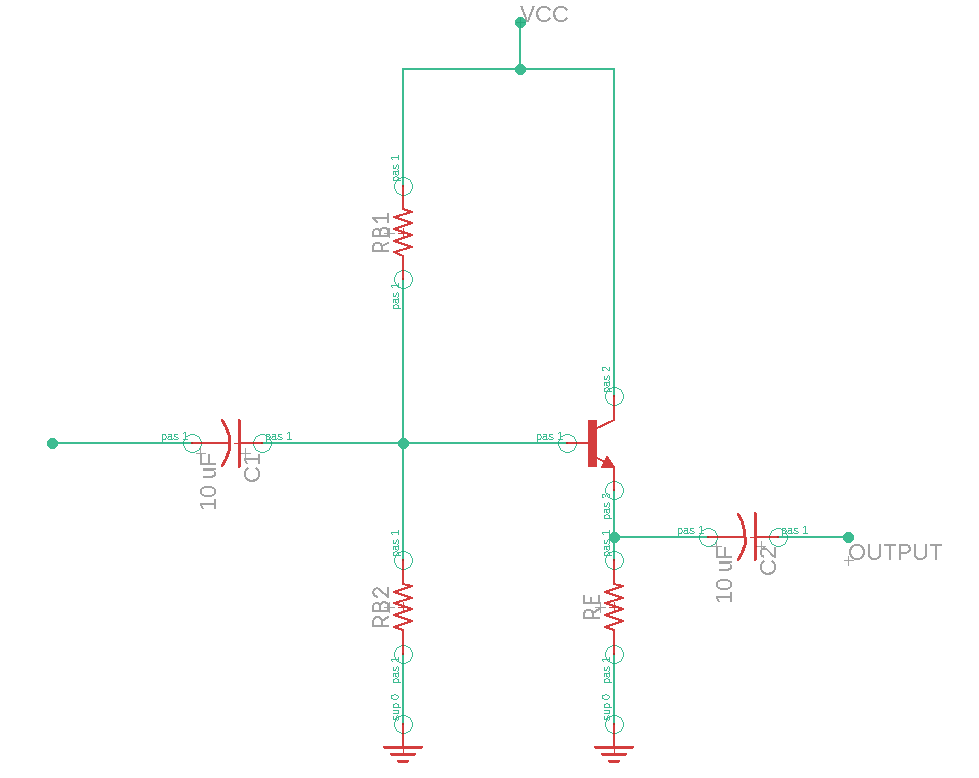 VCC
pas 1
RB1
pas 1
pas 2
pas 1
pas 1
pas 1
10 uF
C1
pas 3
pas 1
pas 1
pas 1
pas 1
OUTPUT
10 uF
C2
RB2
RE
pas 1
pas 1
sup 0
sup 0